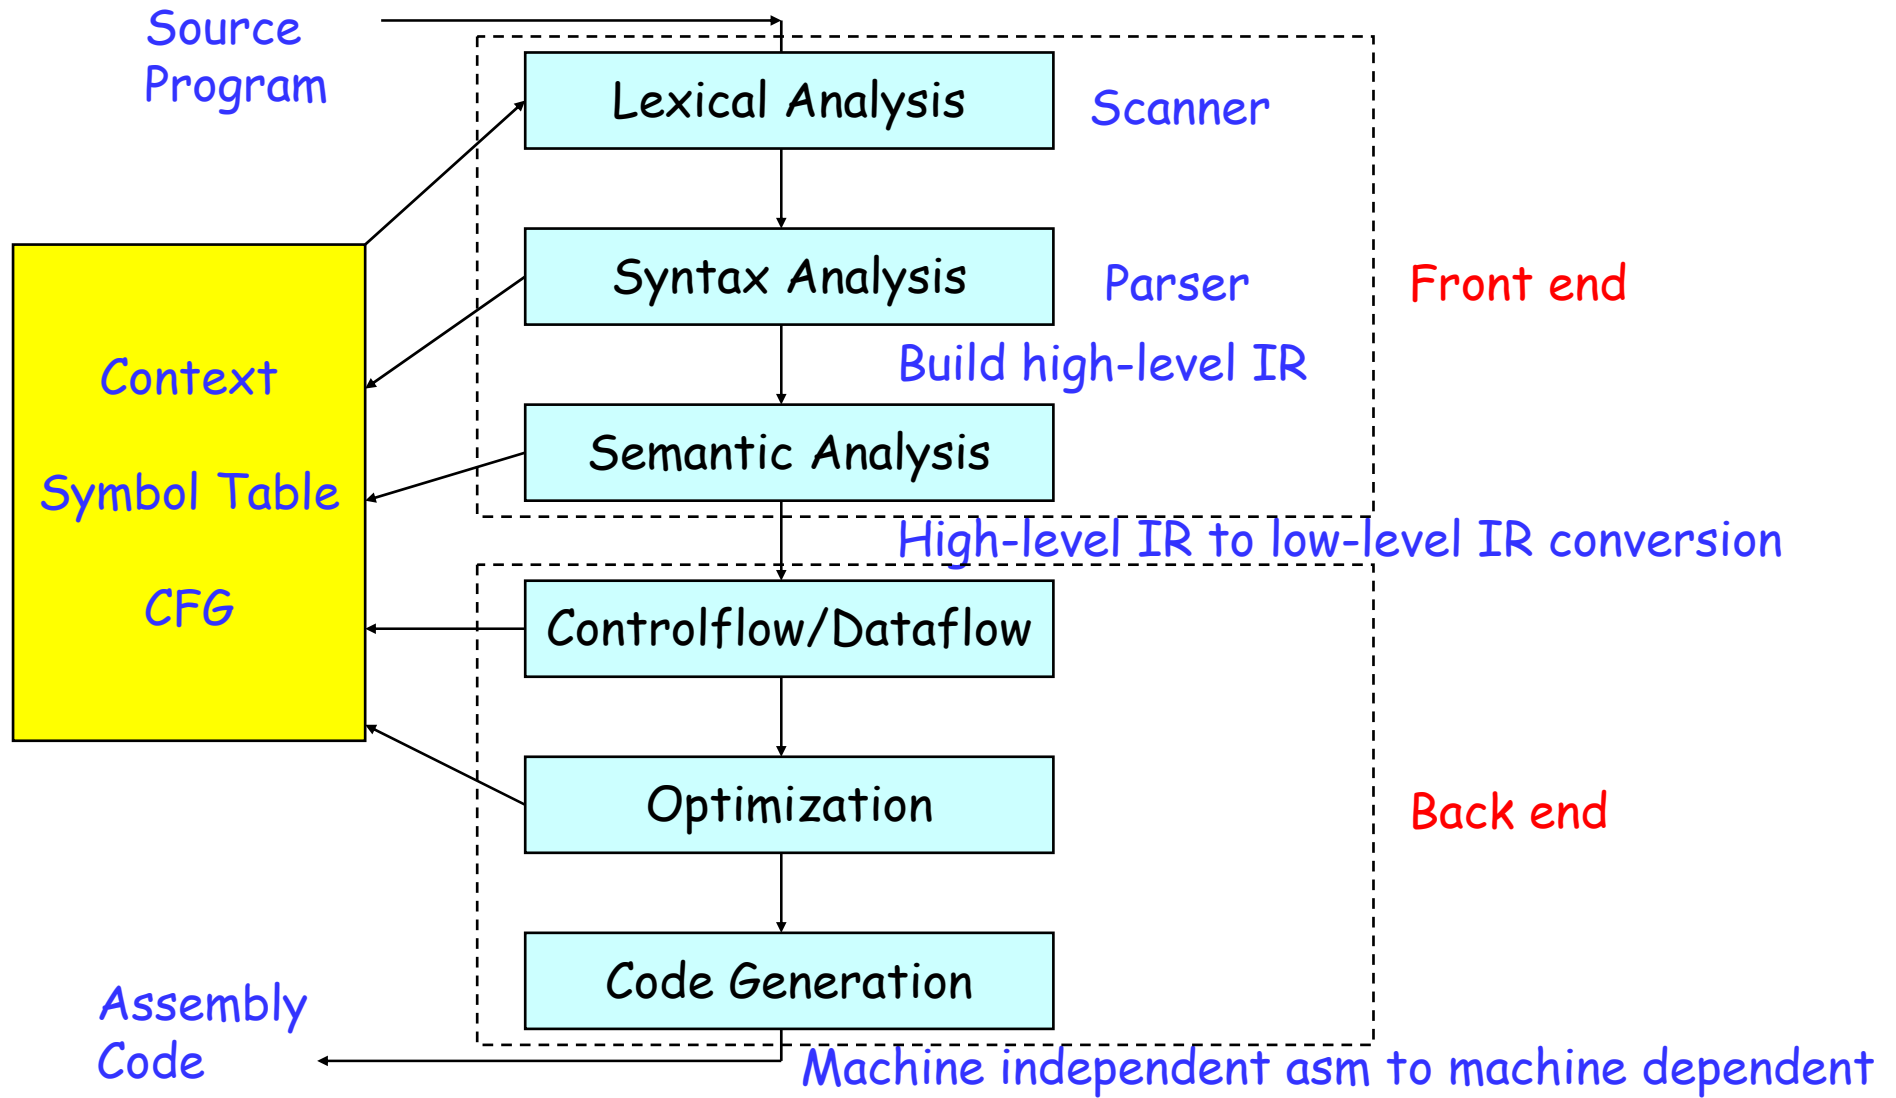 Source
Program
Lexical Analysis
Scanner
Syntax Analysis
Parser
Front end
Build high-level IR
Context
Semantic Analysis
Symbol Table
High-level IR to low-level IR conversion
CFG
Controlflow/Dataflow
Optimization
Back end
Code Generation
Assembly
Code
Machine independent asm to machine dependent